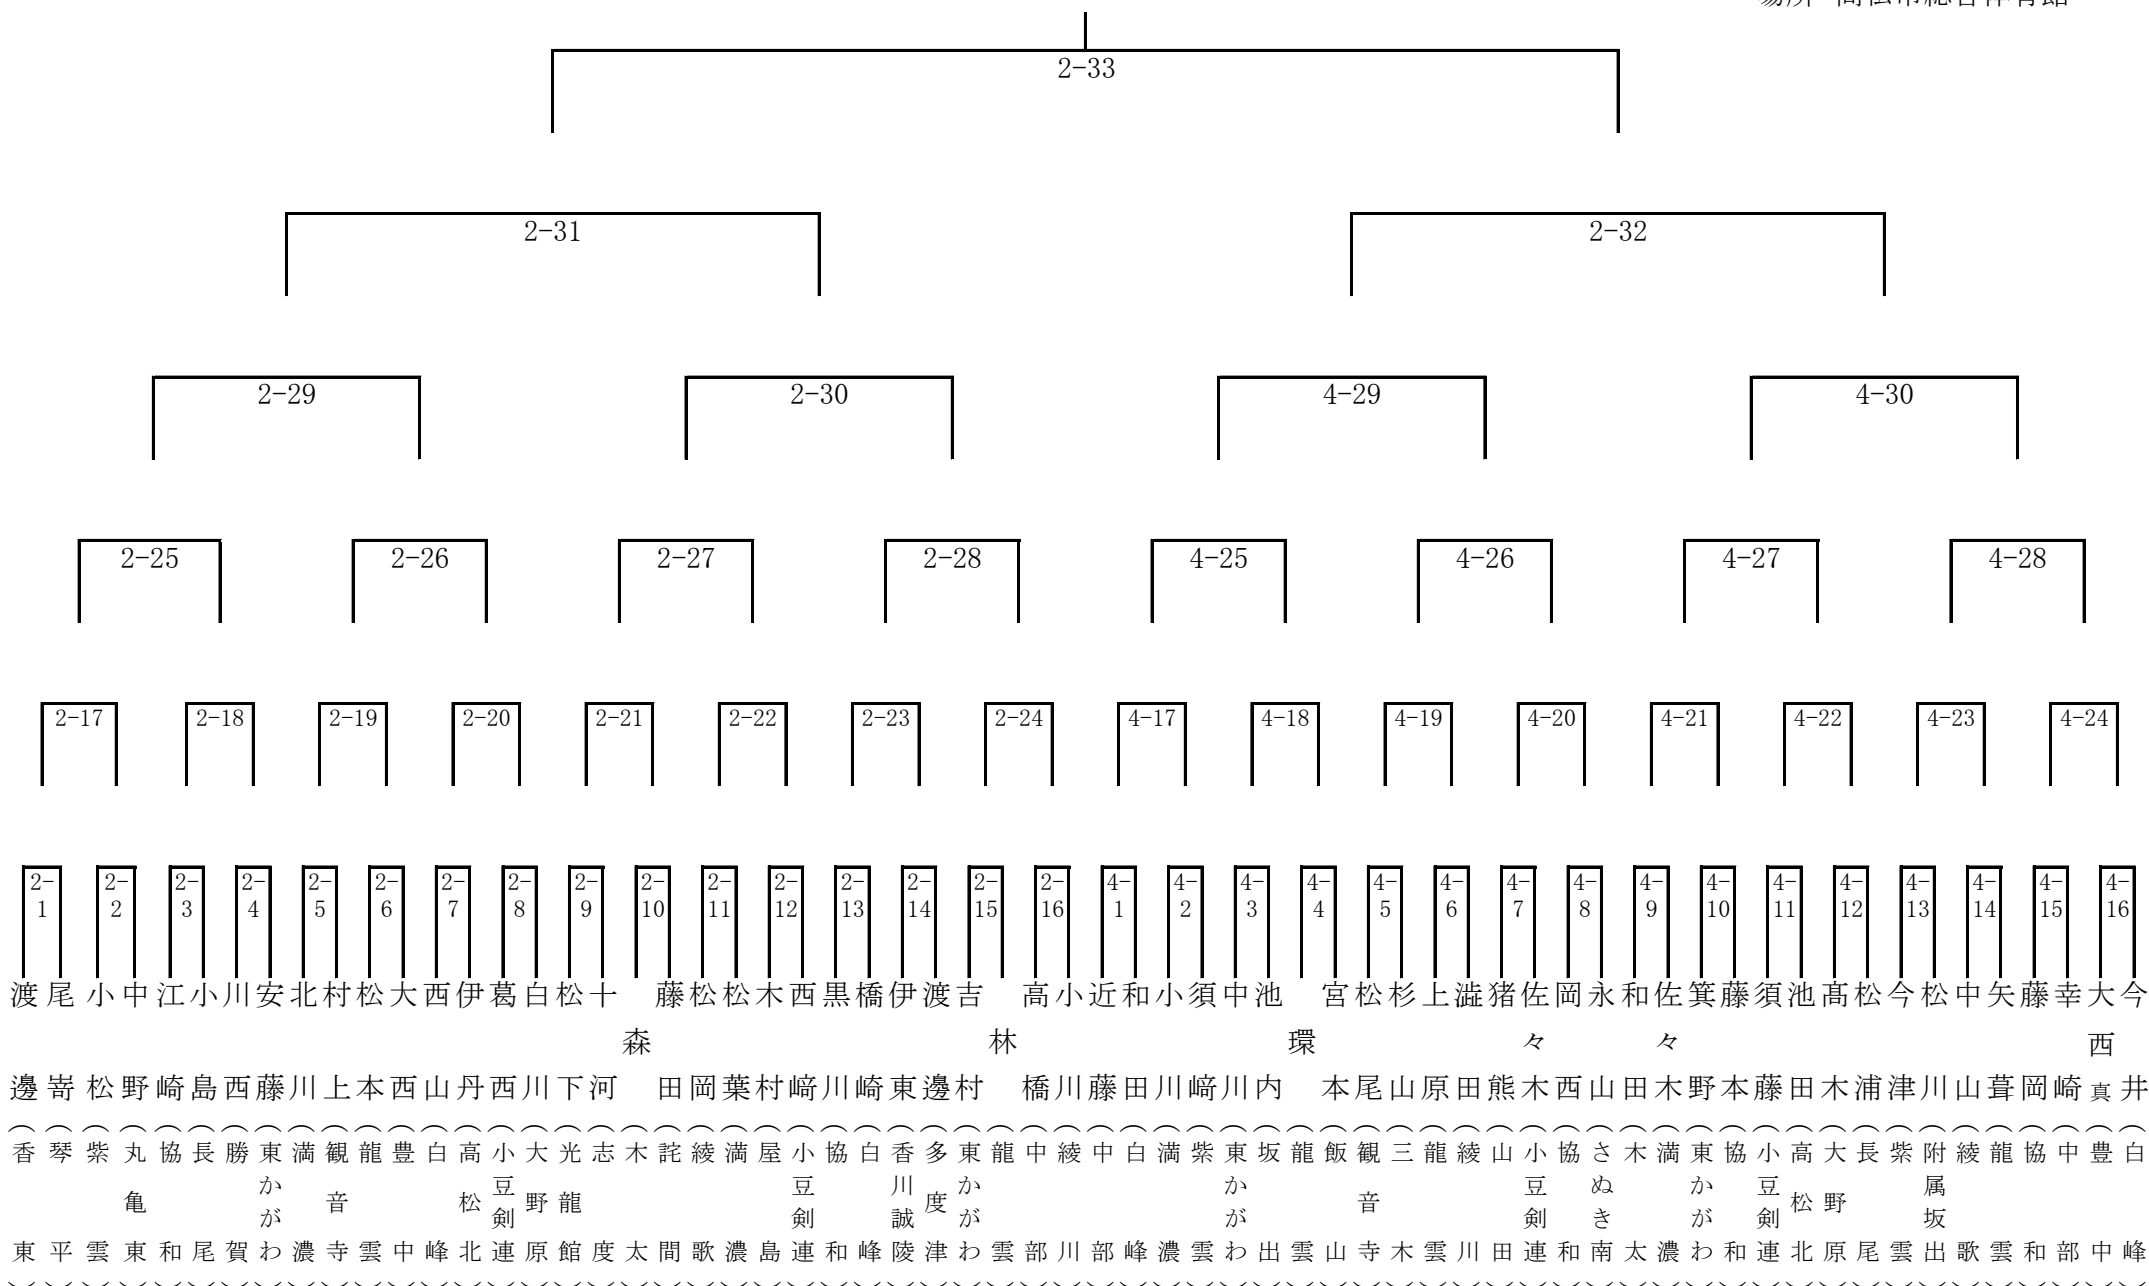 場所 高松市総合体育館
2-33
2-31
2-32
2-29
2-30
4-29
4-30
2-25
2-26
2-27
2-28
4-25
4-26
4-27
4-28
2-17
2-18
2-19
2-20
2-21
2-22
2-23
2-24
4-17
4-18
4-19
4-20
4-21
4-22
4-23
4-24
2-1
2-2
2-3
2-4
2-5
2-6
2-7
2-8
2-9
2-10
2-11
2-12
2-13
2-14
2-15
2-16
4-1
4-2
4-3
4-4
4-5
4-6
4-7
4-8
4-9
4-10
4-11
4-12
4-13
4-14
4-15
4-16
渡邊（香東）
尾嵜（琴平）
小松（紫雲）
中野（丸亀東）
江崎（協和）
小島（長尾）
川西（勝賀）
安藤（東かがわ）
北川（満濃）
村上（観音寺）
松本（龍雲）
大西（豊中）
西山（白峰）
伊丹（高松北）
葛西（小豆剣連）
白川（大野原）
松下（光龍館）
十河（志度）
森（木太）
藤田（詫間）
松岡（綾歌）
松葉（満濃）
木村（屋島）
西﨑（小豆剣連）
黒川（協和）
橋崎（白峰）
伊東（香川誠陵）
渡邊（多度津）
吉村（東かがわ）
林（龍雲）
高橋（中部）
小川（綾川）
近藤（中部）
和田（白峰）
小川（満濃）
須﨑（紫雲）
中川（東かがわ）
池内（坂出）
環（龍雲）
宮本（飯山）
松尾（観音寺）
杉山（三木）
上原（龍雲）
澁田（綾川）
猪熊（山田）
佐々木（小豆剣連）
岡西（協和）
永山（さぬき南）
和田（木太）
佐々木（満濃）
箕野（東かがわ）
藤本（協和）
須藤（小豆剣連）
池田（高松北）
髙木（大野原）
松浦（長尾）
今津（紫雲）
松川（附属坂出）
中山（綾歌）
矢葺（龍雲）
藤岡（協和）
幸崎（中部）
大西真（豊中）
今井（白峰）